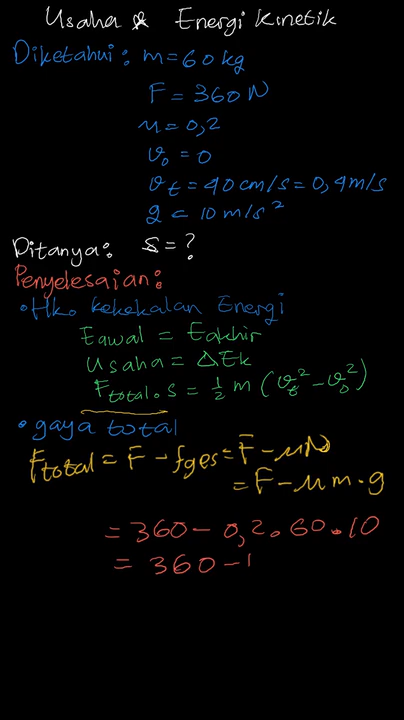 Usaha & Energi Kinetik
Diketahui: m = 60 kg
F = 360 N
μ = 0,2
v₀ = 0
v_t = 40 cm/s = 0,4 m/s
g = 10 m/s²
Ditanya: s = ?
Penyelesaian:
• Hk. kekekalan Energi
Eawal = Eakhir
Usaha = ΔEk
Ftotal . s = ½ m (v_t² - v₀²)
• gaya total
Ftotal = F - fges = F - μN
= F - μ m . g
= 360 - 0,2 . 60 . 10
= 360 - 1